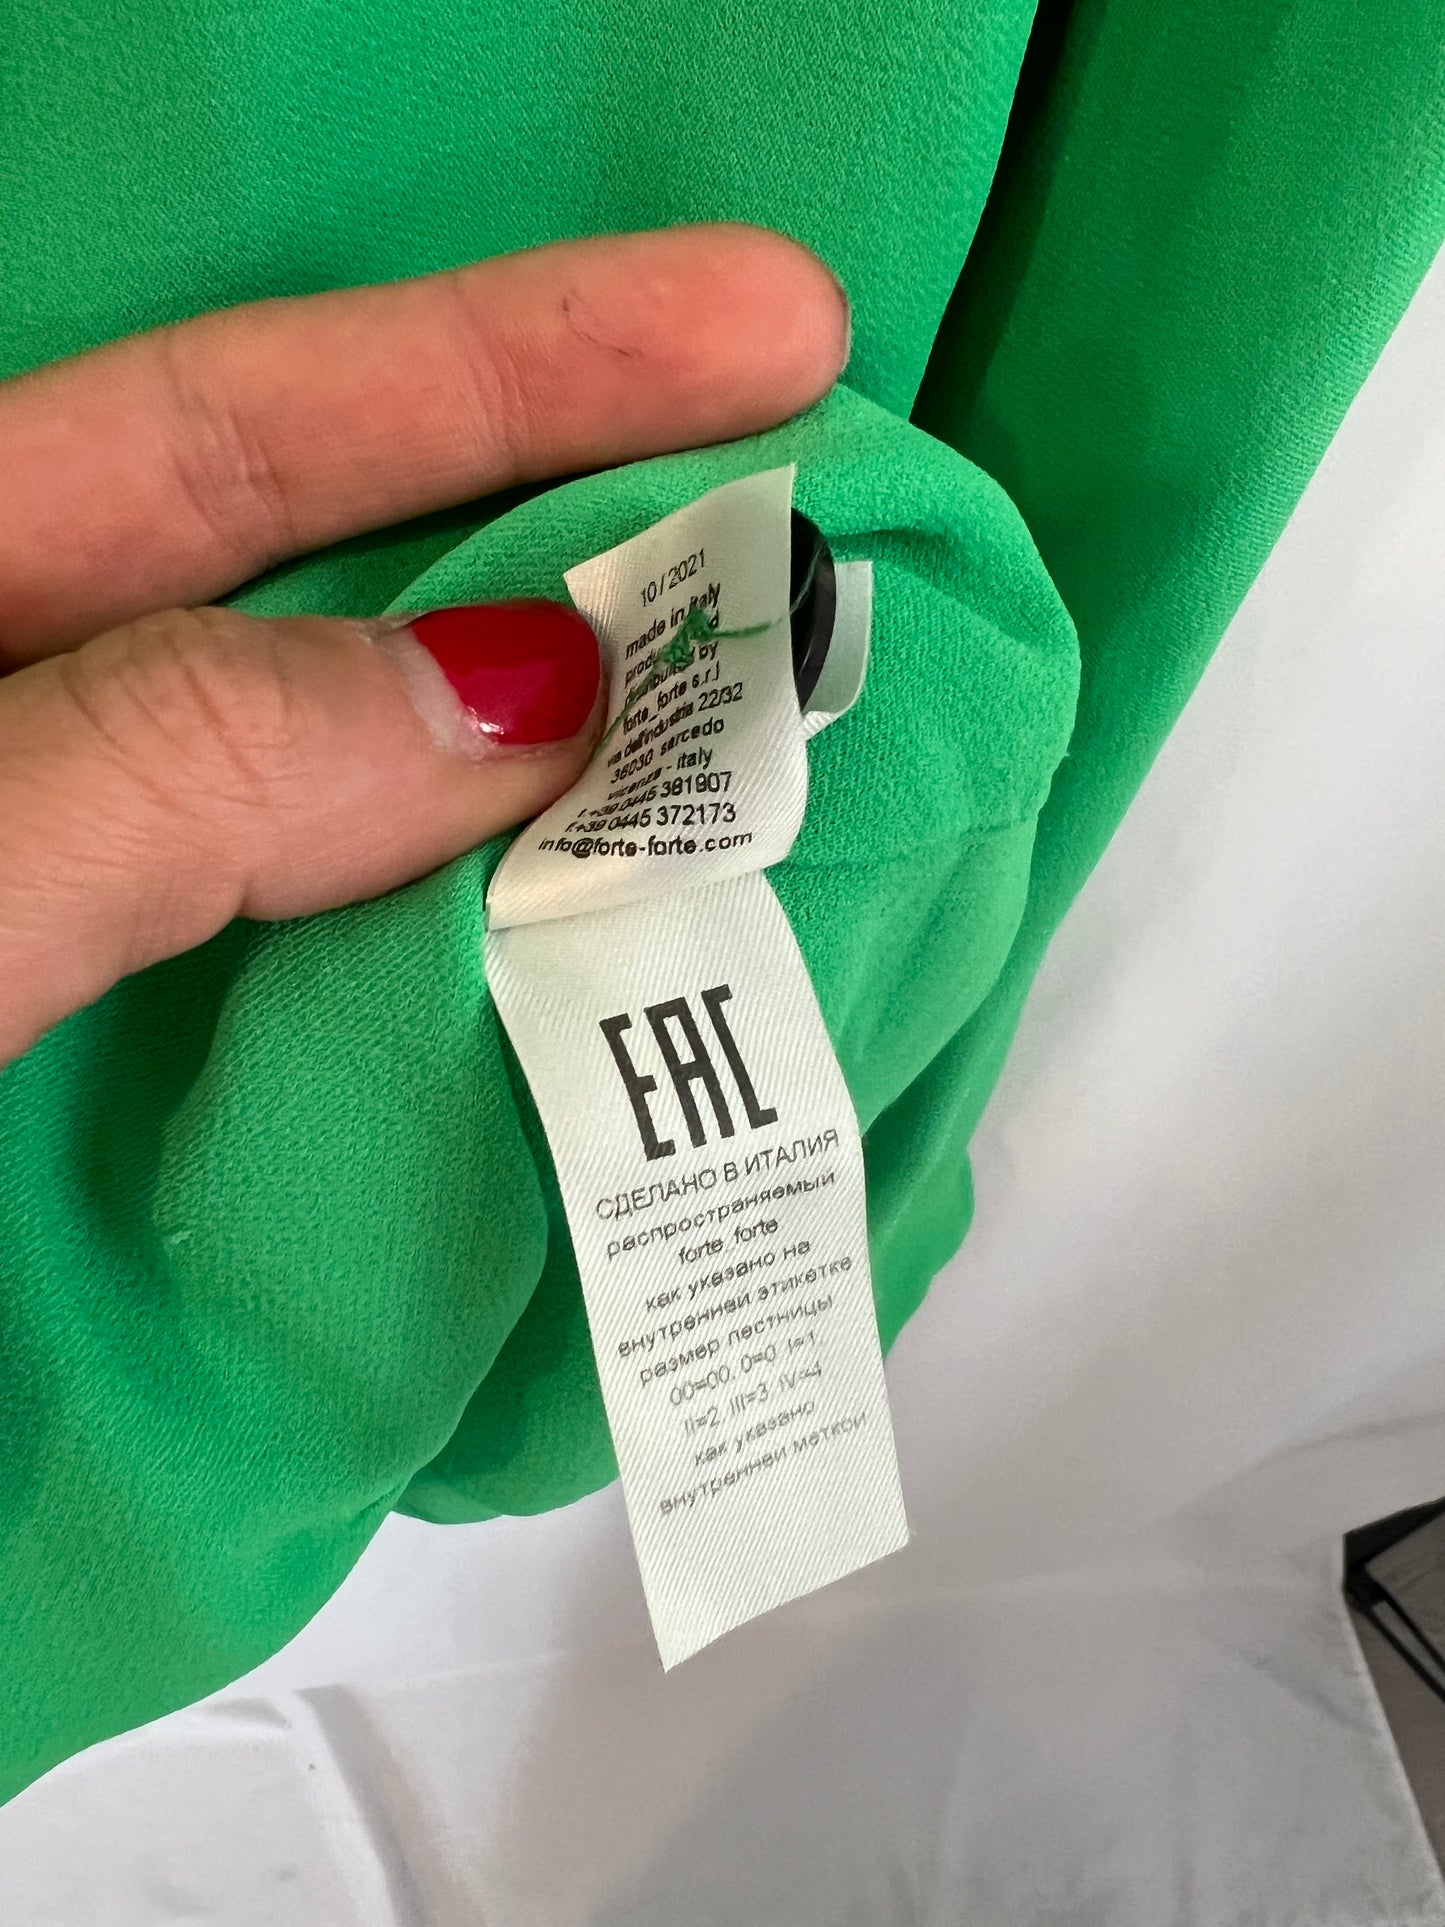 10/2021
made in italy
produced
distributed by
forte_forte s.r.l
via dell'industria 22/32
36030 sarcedo
vicenza - italy
t.+39 0445 381907
f.+39 0445 372173
info@forte-forte.com
EAC
СДЕЛАНО В ИТАЛИЯ
распространяемый
forte_forte
как указано на
внутренней этикетке
размер лестницы
00=00, 0=0 I=1
II=2, III=3 IV=4
как указано
внутренней меткой